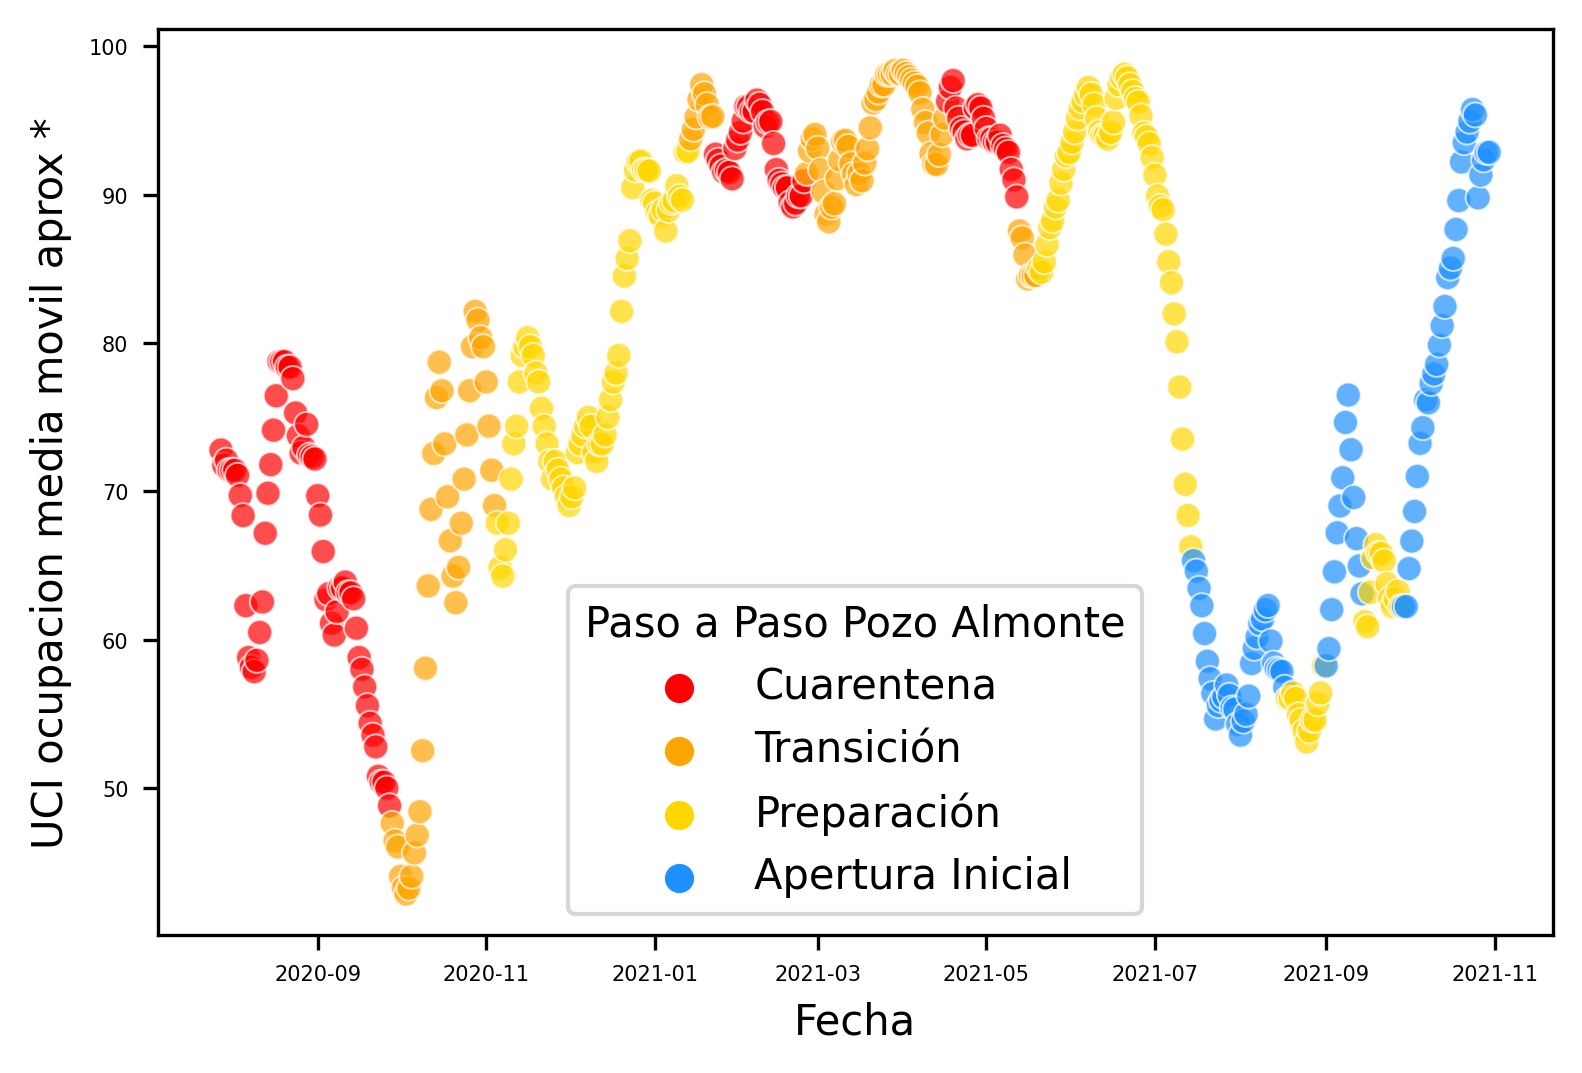 UCI ocupacion media movil aprox *
100
90
80
70
60
50
Paso a Paso Pozo Almonte
Cuarentena
Transición
Preparación
Apertura Inicial
2020-09 2020-11 2021-01 2021-03 2021-05 2021-07 2021-09 2021-11
Fecha